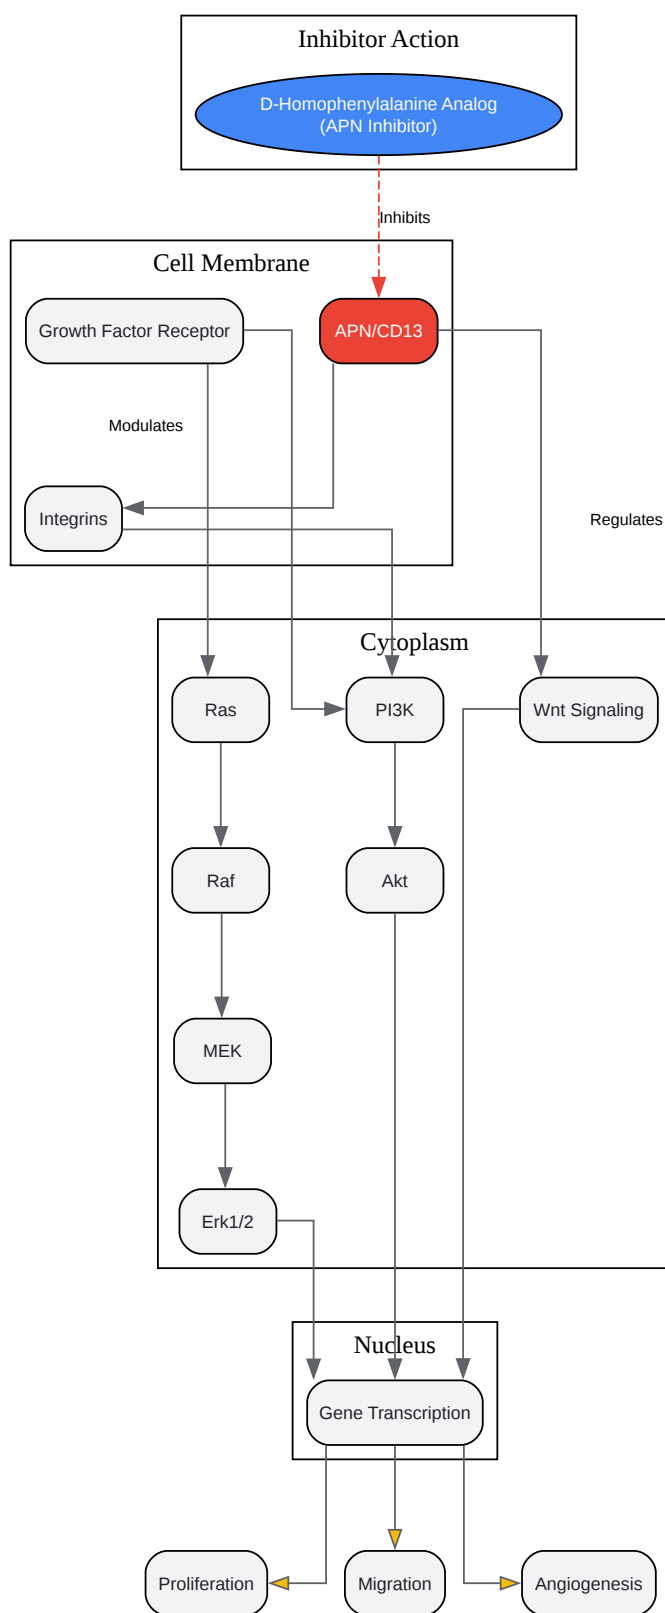 Inhibitor Action
D-Homophenylalanine Analog
(APN Inhibitor)
Inhibits
Cell Membrane
Growth Factor Receptor
APN/CD13
Modulates
Integrins
Regulates
Cytoplasm
Ras
PI3K
Wnt Signaling
Raf
Akt
MEK
Erk1/2
Nucleus
Gene Transcription
Proliferation
Migration
Angiogenesis